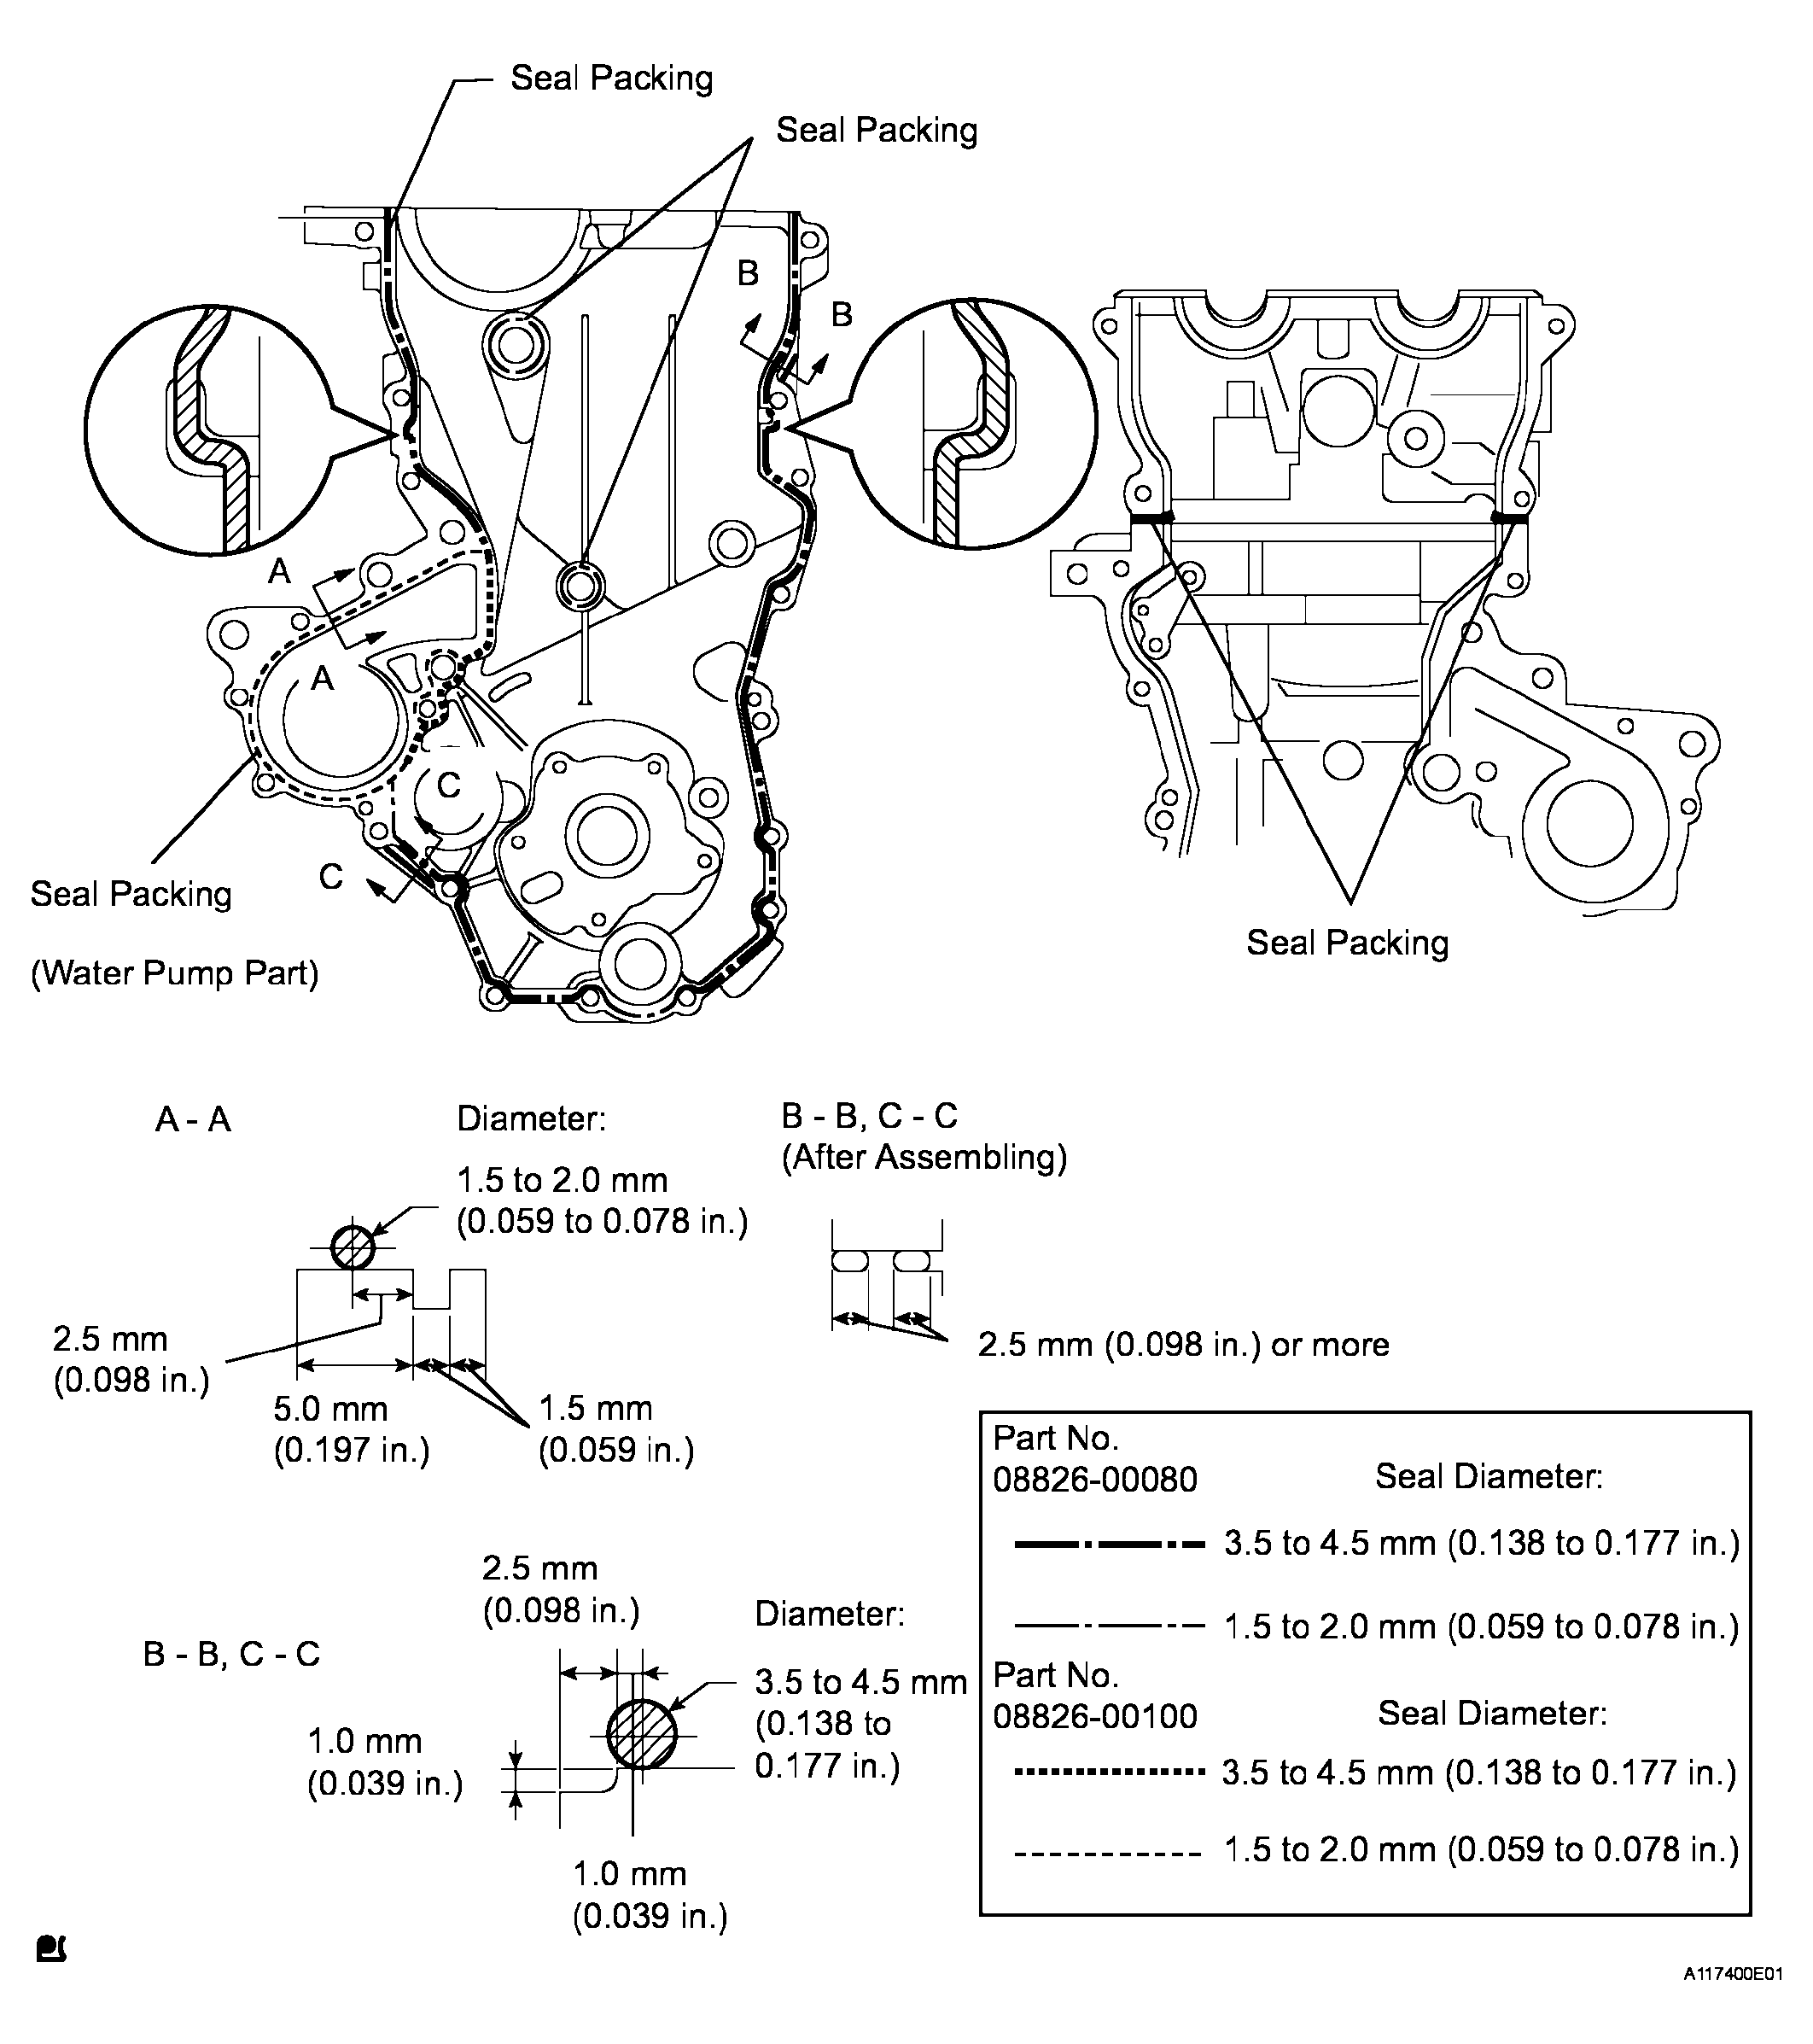 Seal Packing
Seal Packing
B
B
A
A
C
C
Seal Packing
(Water Pump Part)
Seal Packing
A - A
Diameter:
1.5 to 2.0 mm
(0.059 to 0.078 in.)
2.5 mm
(0.098 in.)
5.0 mm
(0.197 in.)
1.5 mm
(0.059 in.)
B - B, C - C
(After Assembling)
2.5 mm (0.098 in.) or more
B - B, C - C
2.5 mm
(0.098 in.)
Diameter:
3.5 to 4.5 mm
(0.138 to
0.177 in.)
1.0 mm
(0.039 in.)
1.0 mm
(0.039 in.)
Part No.
08826-00080
Seal Diameter:
3.5 to 4.5 mm (0.138 to 0.177 in.)
1.5 to 2.0 mm (0.059 to 0.078 in.)
Part No.
08826-00100
Seal Diameter:
3.5 to 4.5 mm (0.138 to 0.177 in.)
1.5 to 2.0 mm (0.059 to 0.078 in.)
A117400E01